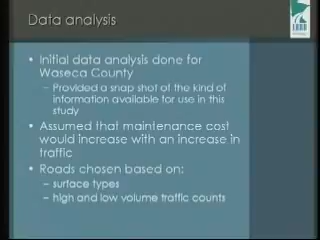 Data analysis
• Initial data analysis done for
Waseca County
– Provided a snap shot of the kind of
information available for use in this
study
• Assumed that maintenance cost
would increase with an increase in
traffic
• Roads chosen based on:
– surface types
– high and low volume traffic counts